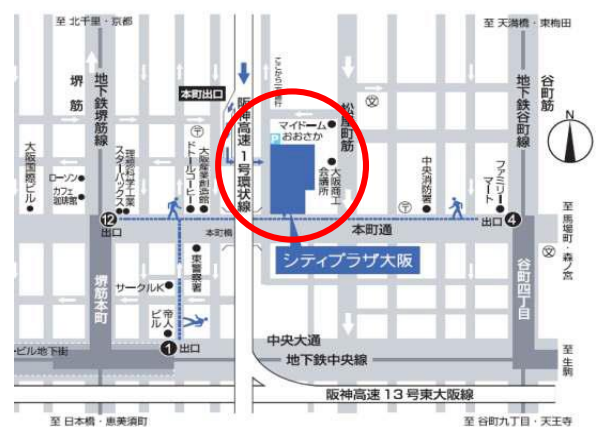 至 北千里・京都
至 天満橋・東梅田
堺筋
地下鉄堺筋線
本町出口
阪神高速1号環状線
松屋町筋
地下鉄谷町線
谷町筋
N
マイドーム
おおさか
P
大阪商工
会議所
大阪国際ビル
ローソン
カフェ
珈琲館
理想科学工業
スターバックス
大阪産業創造館
ドトールコーヒー
中央消防署
ファミリー
マート
12
出口
出口 4
本町橋
本町通
至 馬場町・森ノ宮
シティプラザ大阪
東警察署
サークルK
帝人
ビル
堺筋本町
谷町四丁目
1 出口
中央大通
ービル地下街
地下鉄中央線
至 生駒
阪神高速13号東大阪線
至 日本橋・恵美須町
至 谷町九丁目・天王寺